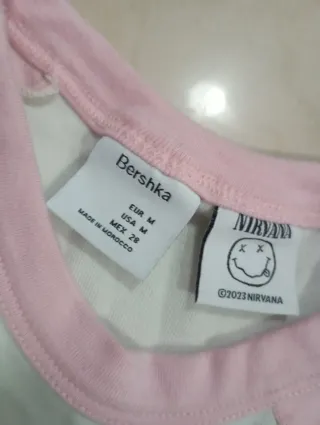 Bershka
EUR M
USA M
MEX 28
MADE IN MOROCCO
NIRVANA
x x
©2023 NIRVANA